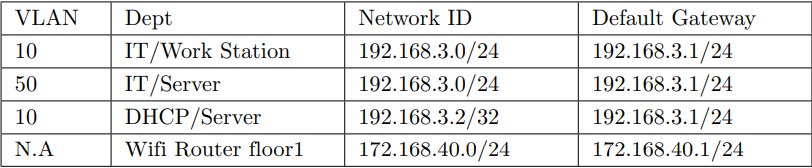 VLAN Dept Network ID Default Gateway
10 IT/Work Station 192.168.3.0/24 192.168.3.1/24
50 IT/Server 192.168.3.0/24 192.168.3.1/24
10 DHCP/Server 192.168.3.2/32 192.168.3.1/24
N.A Wifi Router floor1 172.168.40.0/24 172.168.40.1/24